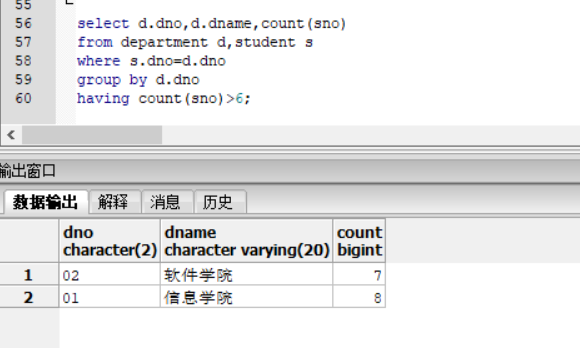 55
56 select d.dno,d.dname,count(sno)
57 from department d,student s
58 where s.dno=d.dno
59 group by d.dno
60 having count(sno)>6;
输出窗口
数据输出 解释 消息 历史
dno dname count
character(2) character varying(20) bigint
1 02 软件学院 7
2 01 信息学院 8